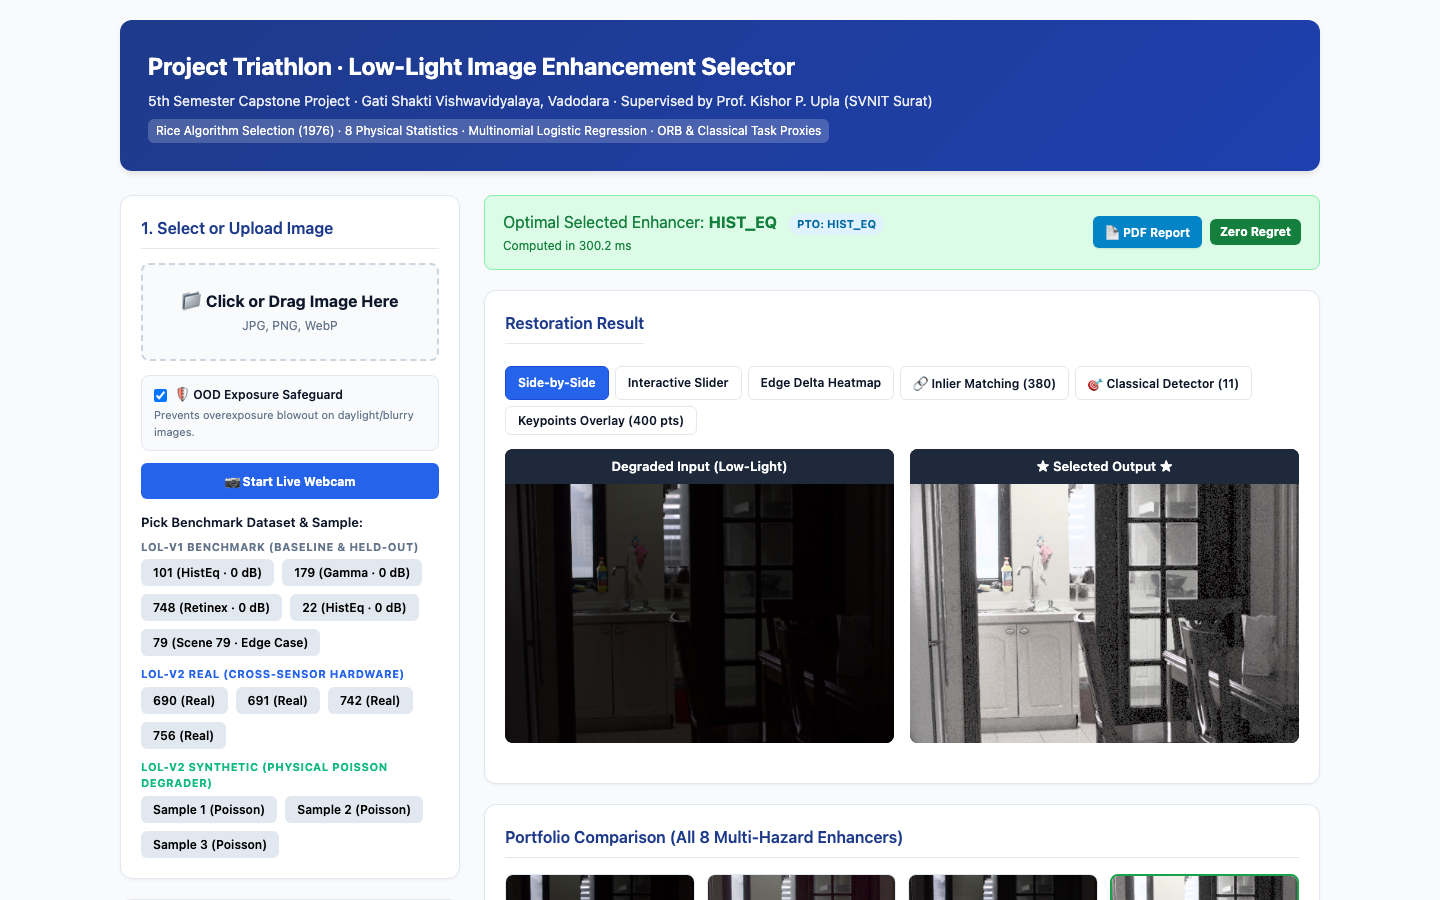 Project Triathlon · Low-Light Image Enhancement Selector
5th Semester Capstone Project · Gati Shakti Vishwavidyalaya, Vadodara · Supervised by Prof. Kishor P. Upla (SVNIT Surat)
Rice Algorithm Selection (1976) · 8 Physical Statistics · Multinomial Logistic Regression · ORB & Classical Task Proxies
1. Select or Upload Image
📁 Click or Drag Image Here
JPG, PNG, WebP
🛡️ OOD Exposure Safeguard
Prevents overexposure blowout on daylight/blurry
images.
📷 Start Live Webcam
Pick Benchmark Dataset & Sample:
LOL-V1 BENCHMARK (BASELINE & HELD-OUT)
101 (HistEq · 0 dB) 179 (Gamma · 0 dB)
748 (Retinex · 0 dB) 22 (HistEq · 0 dB)
79 (Scene 79 · Edge Case)
LOL-V2 REAL (CROSS-SENSOR HARDWARE)
690 (Real) 691 (Real) 742 (Real)
756 (Real)
LOL-V2 SYNTHETIC (PHYSICAL POISSON
DEGRADER)
Sample 1 (Poisson) Sample 2 (Poisson)
Sample 3 (Poisson)
Optimal Selected Enhancer: HIST_EQ PTO: HIST_EQ
Computed in 300.2 ms
📄 PDF Report Zero Regret
Restoration Result
Side-by-Side Interactive Slider Edge Delta Heatmap 🔗 Inlier Matching (380) 🎯 Classical Detector (11)
Keypoints Overlay (400 pts)
Degraded Input (Low-Light) ★ Selected Output ★
Portfolio Comparison (All 8 Multi-Hazard Enhancers)